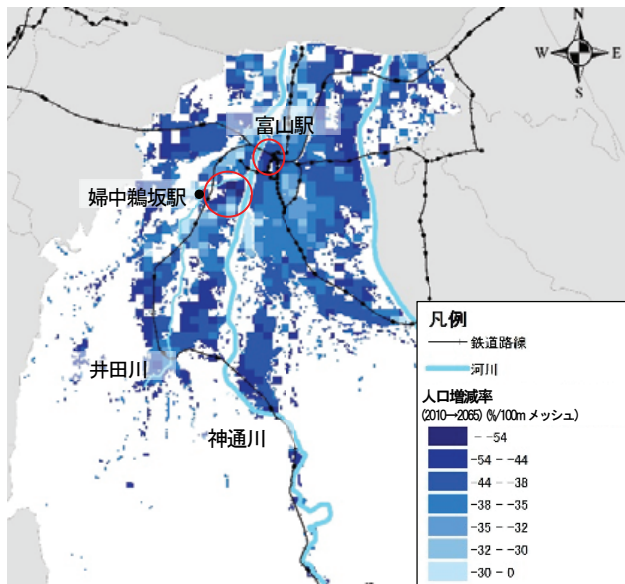 N
W E
S
富山駅
婦中鵜坂駅
井田川
神通川
凡例
鉄道路線
河川
人口増減率
(2010→2065) (%/100m メッシュ)
- -54
-54 - -44
-44 - -38
-38 - -35
-35 - -32
-32 - -30
-30 - 0